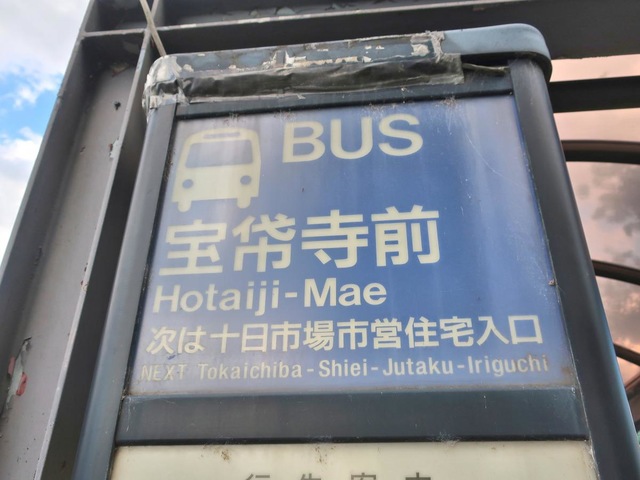 BUS
宝帒寺前
Hotaiji-Mae
次は十日市場市営住宅入口
NEXT Tokaichiba-Shiei-Jutaku-Iriguchi